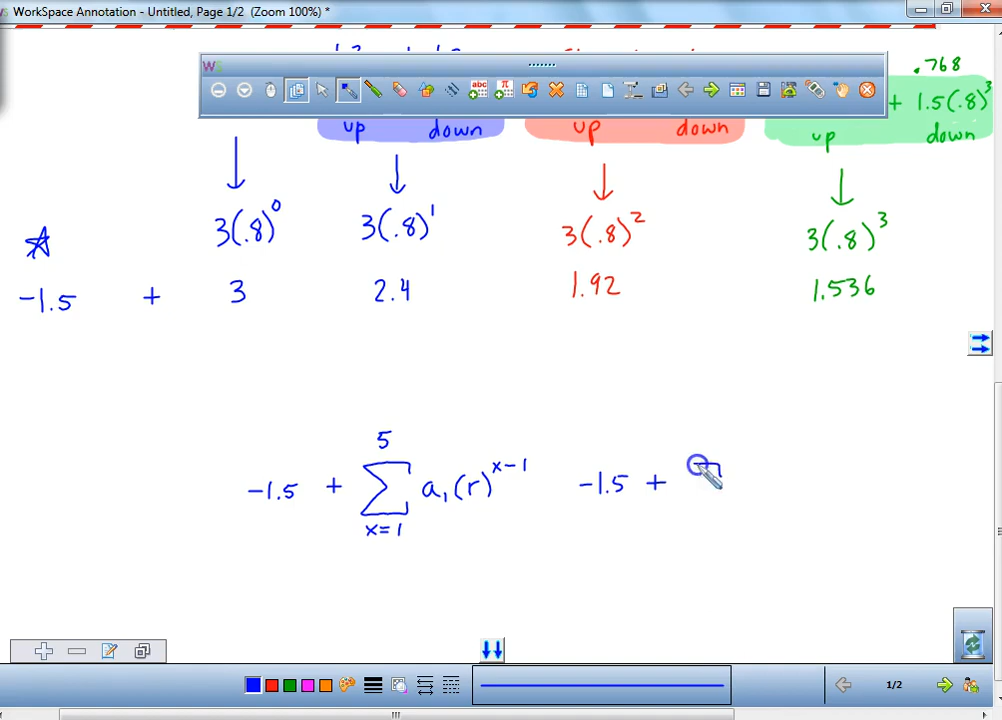 WorkSpace Annotation - Untitled, Page 1/2 (Zoom 100%) *
WS
abc
π
.768
+ 1.5(.8)^3
up down up down up down
3(.8)^0 3(.8)^1 3(.8)^2 3(.8)^3
-1.5 + 3 2.4 1.92 1.536
5
-1.5 + ∑ a₁(r)^x-1 -1.5 +
x=1
1/2